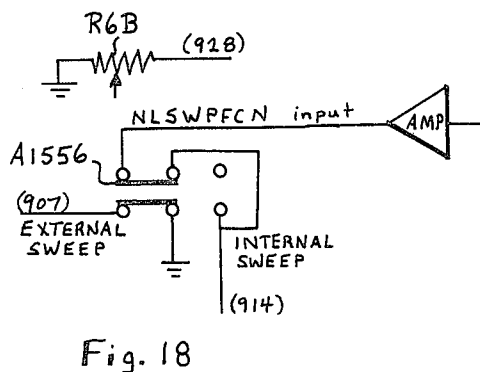 R6B
(928)
NLSWPFCN input
AMP
A1556
(907)
EXTERNAL SWEEP
INTERNAL SWEEP
(914)
Fig. 18